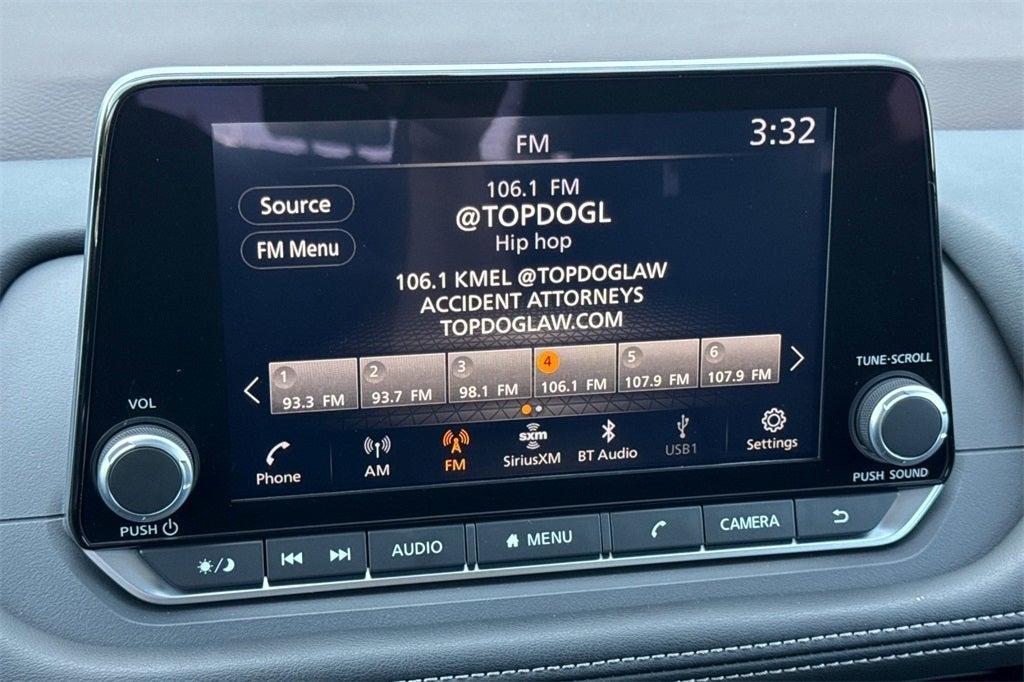 FM
3:32
106.1 FM
Source
@TOPDOGL
FM Menu
Hip hop
106.1 KMEL @TOPDOGLAW
ACCIDENT ATTORNEYS
TOPDOGLAW.COM
1
93.3 FM
2
93.7 FM
3
98.1 FM
4
106.1 FM
5
107.9 FM
6
107.9 FM
Phone
AM
FM
sxm
SiriusXM
BT Audio
USB1
Settings
VOL
PUSH
TUNE·SCROLL
PUSH SOUND
AUDIO
MENU
CAMERA